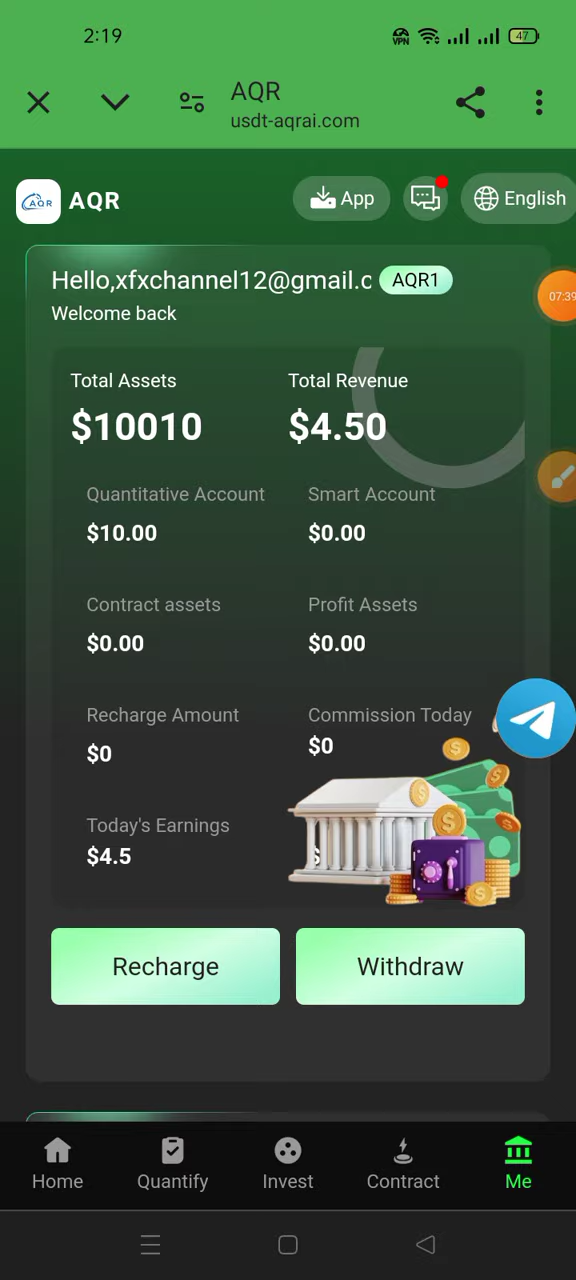 2:19
VPN
47
AQR
usdt-aqrai.com
AQR
AQR
App
English
Hello,xfxchannel12@gmail.c
AQR1
Welcome back
07:39
Total Assets
Total Revenue
$10010
$4.50
Quantitative Account
Smart Account
$10.00
$0.00
Contract assets
Profit Assets
$0.00
$0.00
Recharge Amount
Commission Today
$0
$0
Today's Earnings
$4.5
$
Recharge
Withdraw
Home
Quantify
Invest
Contract
Me